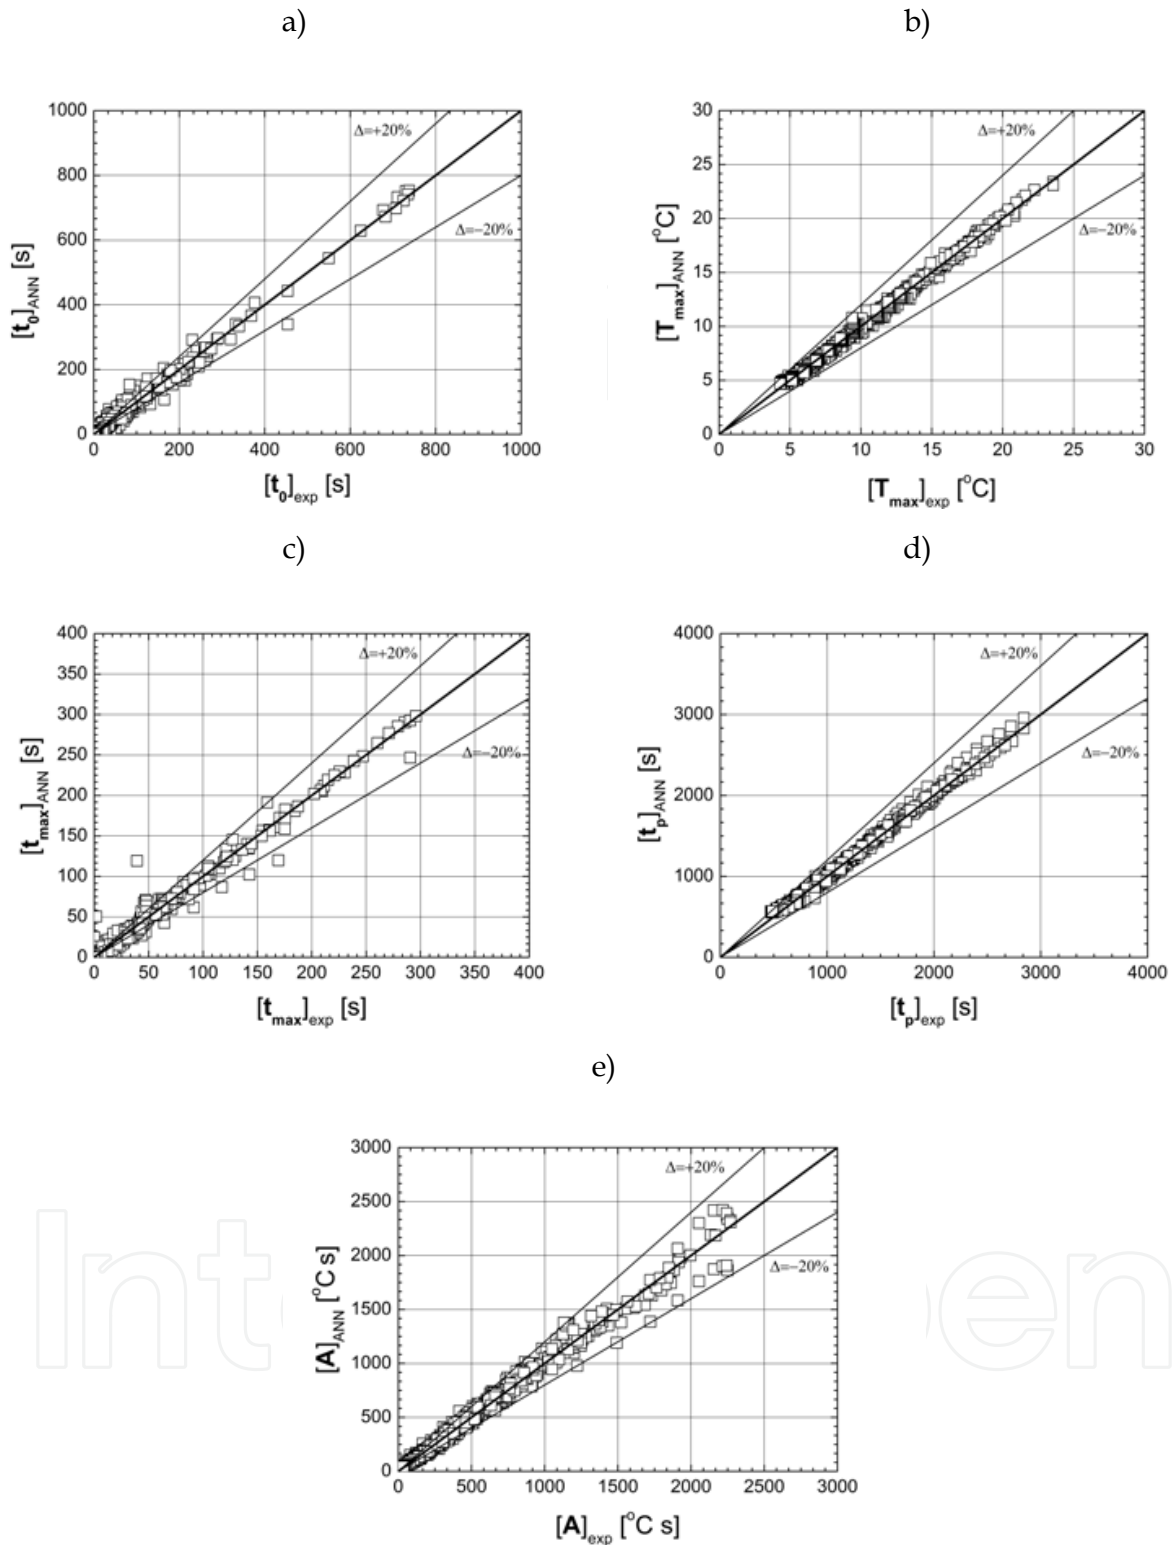 a)
b)
1000
800
600
400
200
0
[t₀]ANN [s]
Δ=+20%
Δ=−20%
0 200 400 600 800 1000
[t₀]exp [s]
30
25
20
15
10
5
0
[Tmax]ANN [°C]
Δ=+20%
Δ=−20%
0 5 10 15 20 25 30
[Tmax]exp [°C]
c)
d)
400
350
300
250
200
150
100
50
0
[tmax]ANN [s]
Δ=+20%
Δ=−20%
0 50 100 150 200 250 300 400
[tmax]exp [s]
4000
3000
2000
1000
0
[tp]ANN [s]
Δ=+20%
Δ=−20%
0 1000 2000 3000 4000
[tp]exp [s]
e)
3000
2500
2000
1500
1000
500
0
[A]ANN [°C s]
Δ=+20%
Δ=−20%
0 500 1000 1500 2000 2500 3000
[A]exp [°C s]